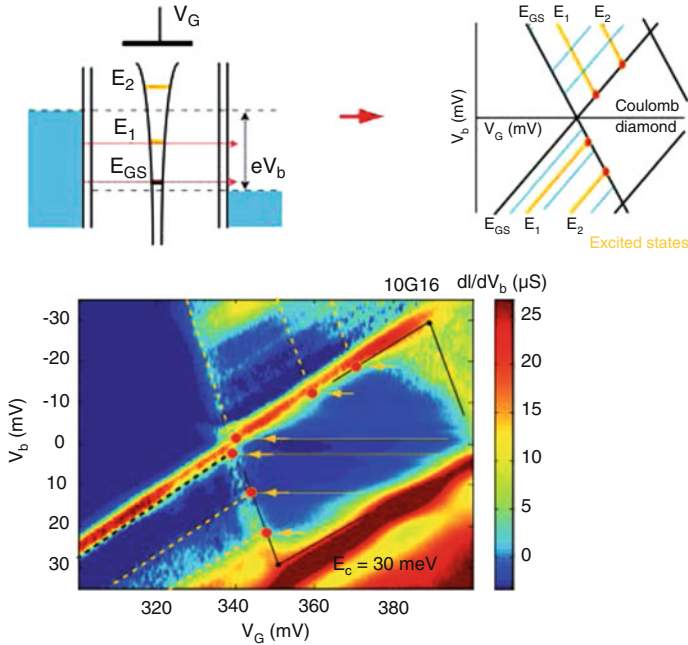 V_G
E_2
E_1
E_GS
eV_b
E_GS E_1 E_2
V_b (mV)
V_G (mV)
Coulomb
diamond
E_GS E_1 E_2
Excited states
10G16 dI/dV_b (μS)
-30
-20
-10
0
10
20
30
V_b (mV)
E_c = 30 meV
320 340 360 380
V_G (mV)
25
20
15
10
5
0